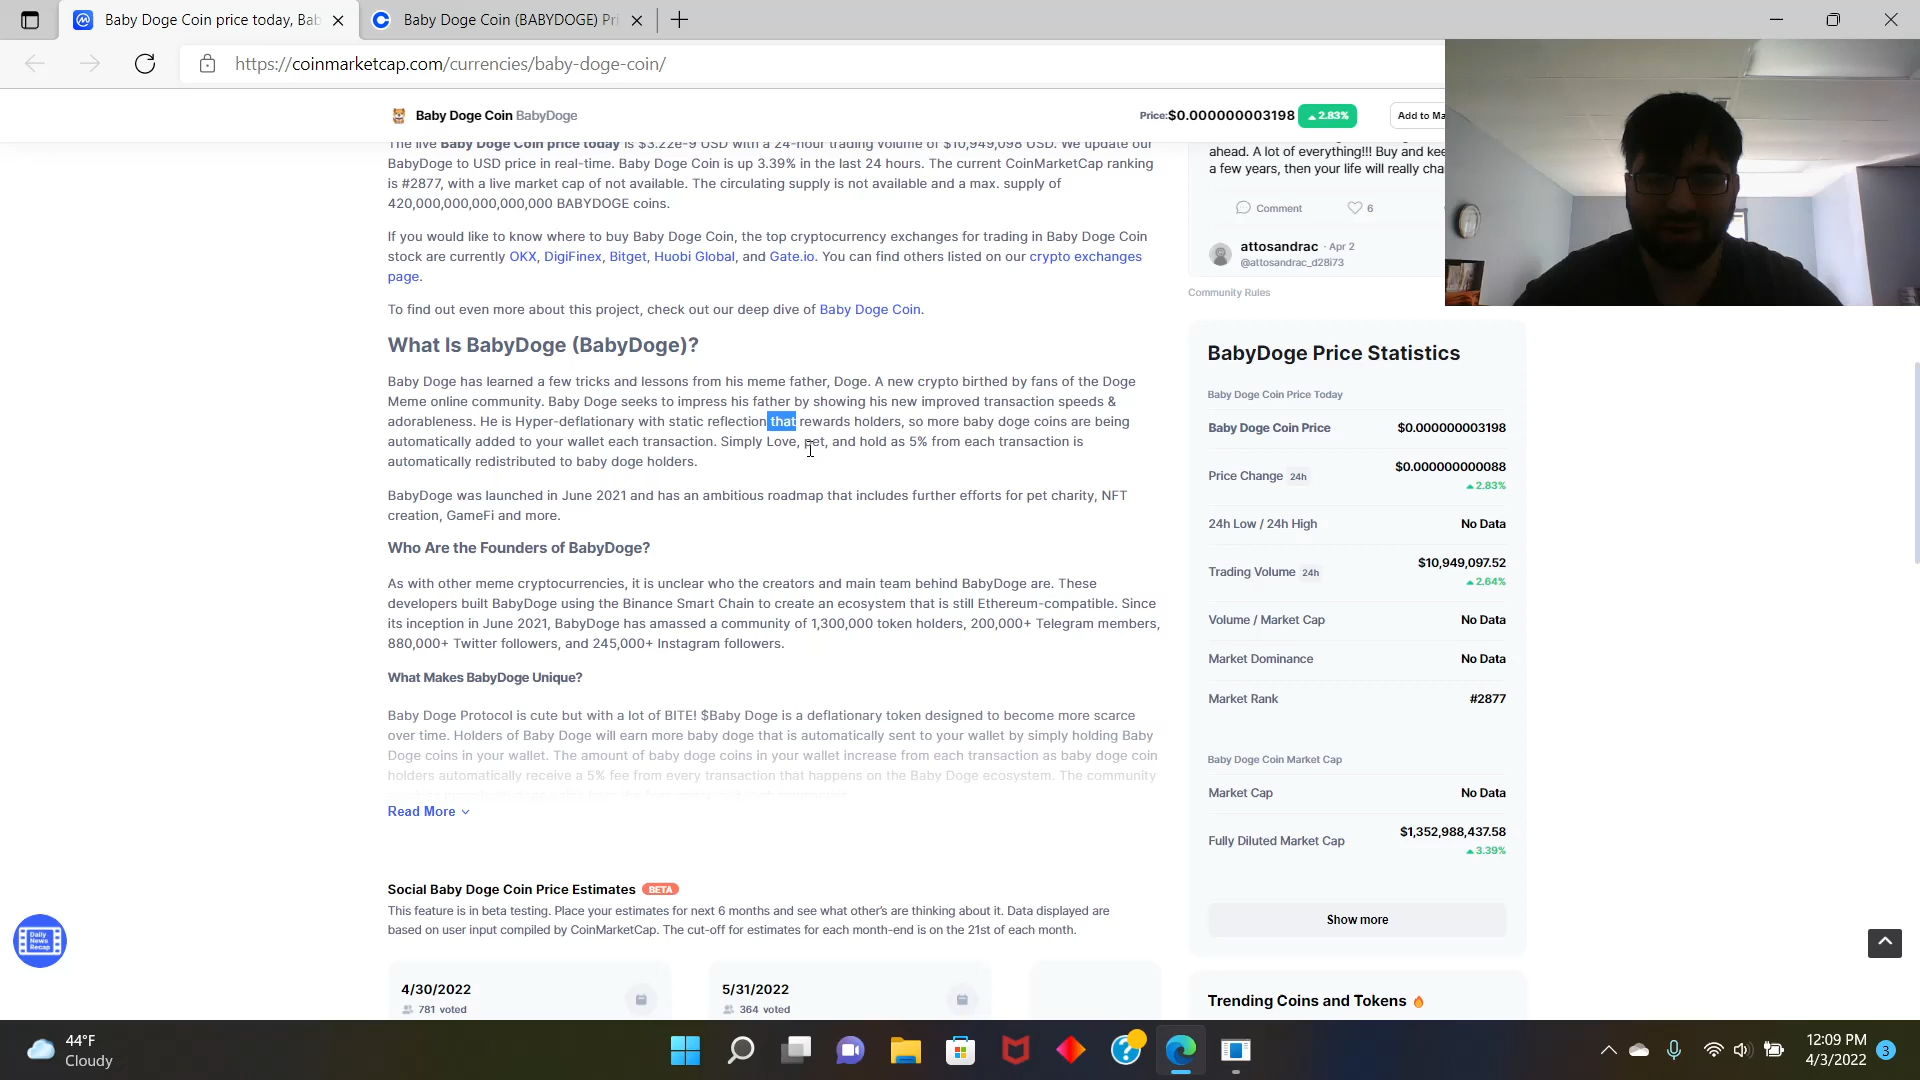 Baby Doge Coin price today, Bab
Baby Doge Coin (BABYDOGE) Pri
https://coinmarketcap.com/currencies/baby-doge-coin/
Baby Doge Coin BabyDoge
Price:$0.000000003198 2.83%
Add to Ma
The live Baby Doge Coin price today is $3.22e-9 USD with a 24-hour trading volume of $10,949,098 USD. We update our
BabyDoge to USD price in real-time. Baby Doge Coin is up 3.39% in the last 24 hours. The current CoinMarketCap ranking
is #2877, with a live market cap of not available. The circulating supply is not available and a max. supply of
420,000,000,000,000,000 BABYDOGE coins.
If you would like to know where to buy Baby Doge Coin, the top cryptocurrency exchanges for trading in Baby Doge Coin
stock are currently OKX, DigiFinex, Bitget, Huobi Global, and Gate.io. You can find others listed on our crypto exchanges
page.
To find out even more about this project, check out our deep dive of Baby Doge Coin.
What Is BabyDoge (BabyDoge)?
Baby Doge has learned a few tricks and lessons from his meme father, Doge. A new crypto birthed by fans of the Doge
Meme online community. Baby Doge seeks to impress his father by showing his new improved transaction speeds &
adorableness. He is Hyper-deflationary with static reflection that rewards holders, so more baby doge coins are being
automatically added to your wallet each transaction. Simply Love, pet, and hold as 5% from each transaction is
automatically redistributed to baby doge holders.
BabyDoge was launched in June 2021 and has an ambitious roadmap that includes further efforts for pet charity, NFT
creation, GameFi and more.
Who Are the Founders of BabyDoge?
As with other meme cryptocurrencies, it is unclear who the creators and main team behind BabyDoge are. These
developers built BabyDoge using the Binance Smart Chain to create an ecosystem that is still Ethereum-compatible. Since
its inception in June 2021, BabyDoge has amassed a community of 1,300,000 token holders, 200,000+ Telegram members,
880,000+ Twitter followers, and 245,000+ Instagram followers.
What Makes BabyDoge Unique?
Baby Doge Protocol is cute but with a lot of BITE! $Baby Doge is a deflationary token designed to become more scarce
over time. Holders of Baby Doge will earn more baby doge that is automatically sent to your wallet by simply holding Baby
Doge coins in your wallet. The amount of baby doge coins in your wallet increase from each transaction as baby doge coin
holders automatically receive a 5% fee from every transaction that happens on the Baby Doge ecosystem. The community
Read More
Social Baby Doge Coin Price Estimates BETA
This feature is in beta testing. Place your estimates for next 6 months and see what other's are thinking about it. Data displayed are
based on user input compiled by CoinMarketCap. The cut-off for estimates for each month-end is on the 21st of each month.
4/30/2022
781 voted
5/31/2022
364 voted
ahead. A lot of everything!!! Buy and kee
a few years, then your life will really cha
Comment
6
attosandrac · Apr 2
@attosandrac_d28i73
Community Rules
BabyDoge Price Statistics
Baby Doge Coin Price Today
Baby Doge Coin Price $0.000000003198
Price Change 24h $0.000000000088
2.83%
24h Low / 24h High No Data
Trading Volume 24h $10,949,097.52
2.64%
Volume / Market Cap No Data
Market Dominance No Data
Market Rank #2877
Baby Doge Coin Market Cap
Market Cap No Data
Fully Diluted Market Cap $1,352,988,437.58
3.39%
Show more
Trending Coins and Tokens
Daily
News
Recap
44°F
Cloudy
12:09 PM
4/3/2022
3